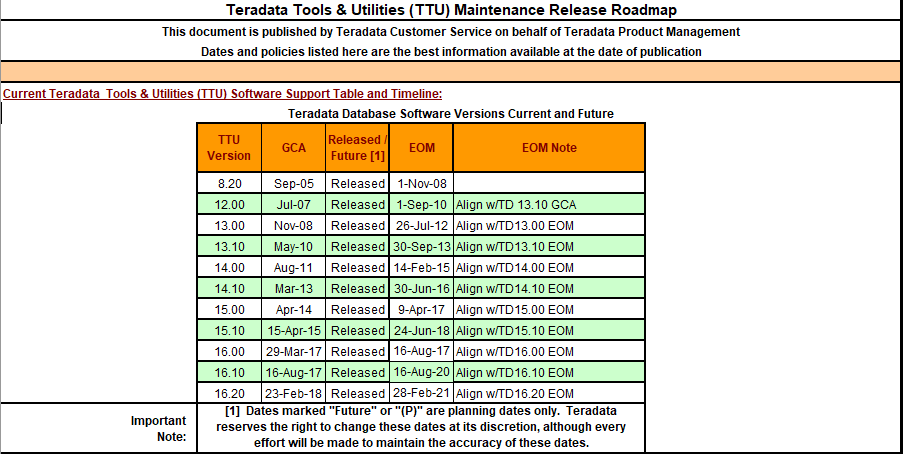 Teradata Tools & Utilities (TTU) Maintenance Release Roadmap
This document is published by Teradata Customer Service on behalf of Teradata Product Management
Dates and policies listed here are the best information available at the date of publication
Current Teradata Tools & Utilities (TTU) Software Support Table and Timeline:
Teradata Database Software Versions Current and Future
TTU Version GCA Released / Future [1] EOM EOM Note
8.20 Sep-05 Released 1-Nov-08
12.00 Jul-07 Released 1-Sep-10 Align w/TD 13.10 GCA
13.00 Nov-08 Released 26-Jul-12 Align w/TD13.00 EOM
13.10 May-10 Released 30-Sep-13 Align w/TD13.10 EOM
14.00 Aug-11 Released 14-Feb-15 Align w/TD14.00 EOM
14.10 Mar-13 Released 30-Jun-16 Align w/TD14.10 EOM
15.00 Apr-14 Released 9-Apr-17 Align w/TD15.00 EOM
15.10 15-Apr-15 Released 24-Jun-18 Align w/TD15.10 EOM
16.00 29-Mar-17 Released 16-Aug-17 Align w/TD16.00 EOM
16.10 16-Aug-17 Released 16-Aug-20 Align w/TD16.10 EOM
16.20 23-Feb-18 Released 28-Feb-21 Align w/TD16.20 EOM
Important
Note:
[1] Dates marked "Future" or "(P)" are planning dates only. Teradata
reserves the right to change these dates at its discretion, although every
effort will be made to maintain the accuracy of these dates.